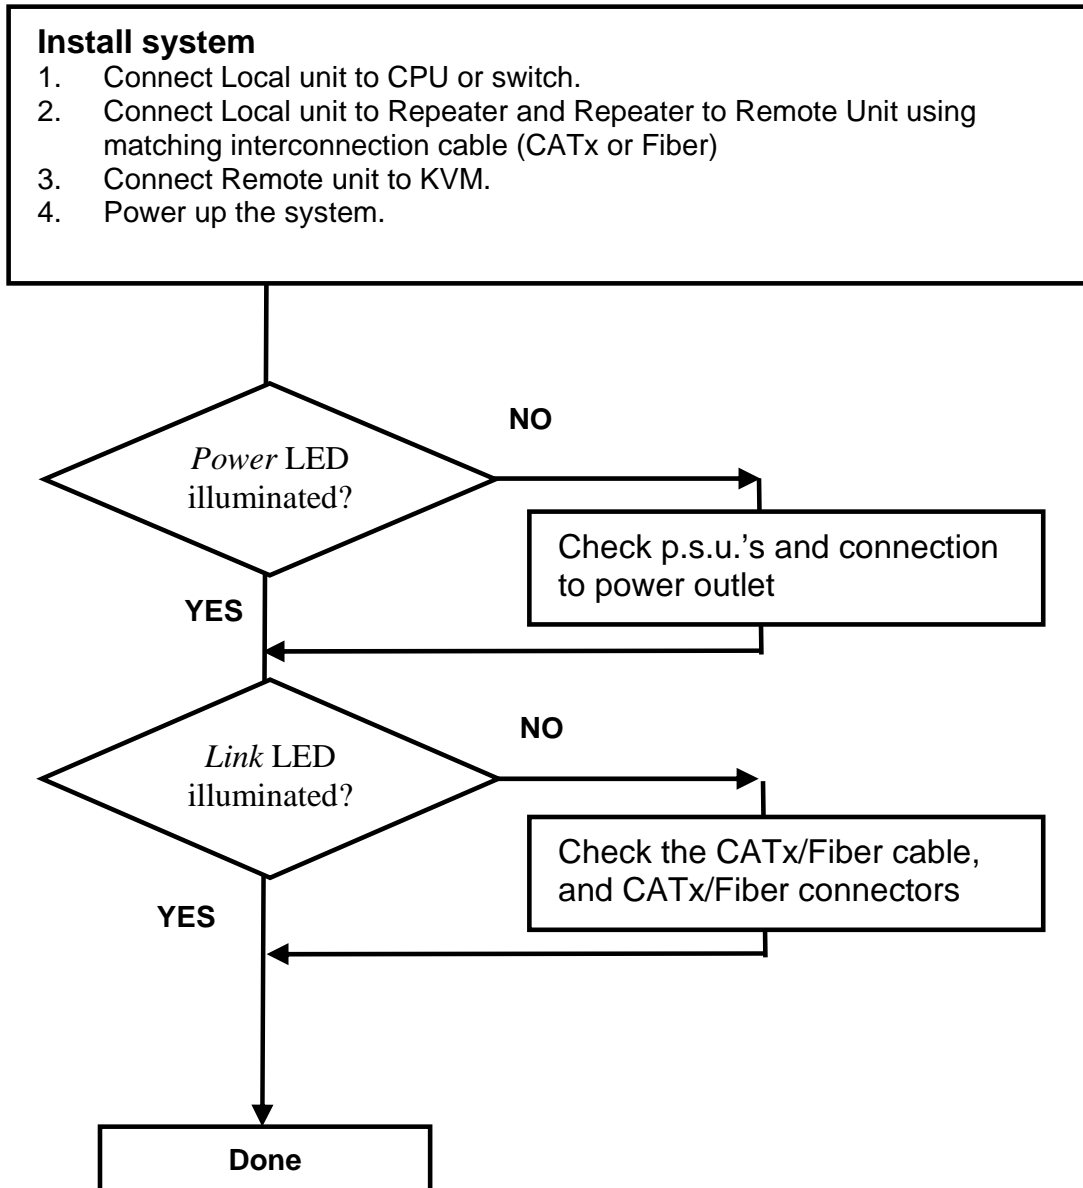 Install system
1. Connect Local unit to CPU or switch.
2. Connect Local unit to Repeater and Repeater to Remote Unit using
matching interconnection cable (CATx or Fiber)
3. Connect Remote unit to KVM.
4. Power up the system.
NO
Power LED
illuminated?
Check p.s.u.'s and connection
to power outlet
YES
NO
Link LED
illuminated?
Check the CATx/Fiber cable,
and CATx/Fiber connectors
YES
Done